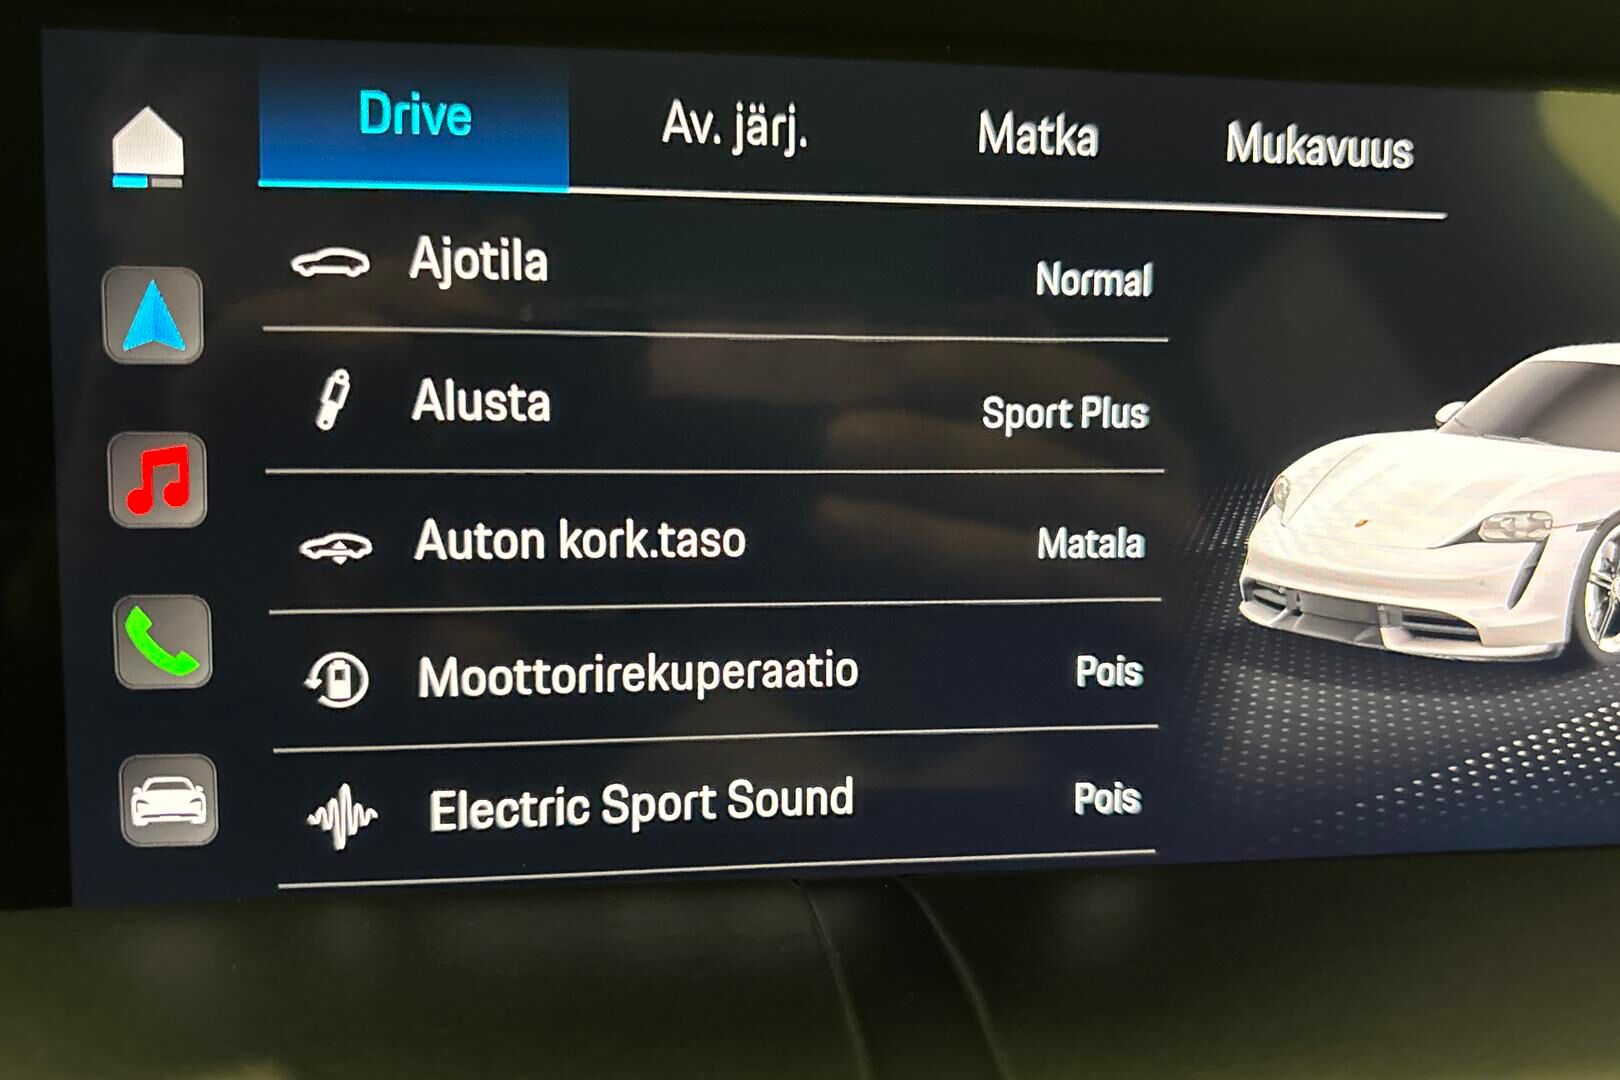 Drive
Av. järj.
Matka
Mukavuus
Ajotila
Normal
Alusta
Sport Plus
Auton kork.taso
Matala
Moottorirekuperaatio
Pois
Electric Sport Sound
Pois